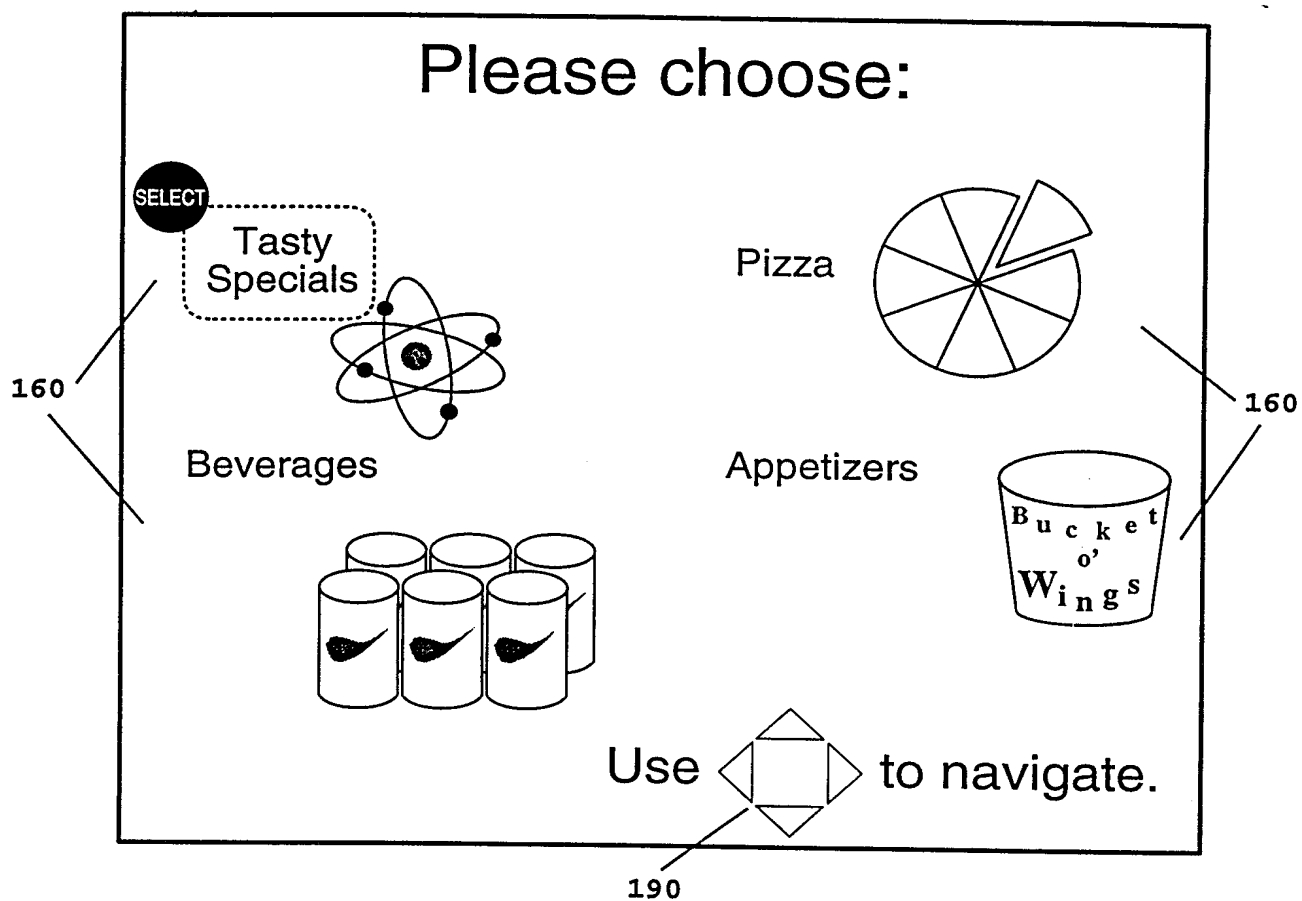 Please choose:
SELECT
Tasty
Specials
Pizza
160
160
Beverages
Appetizers
Bucket
o'
Wings
Use to navigate.
190